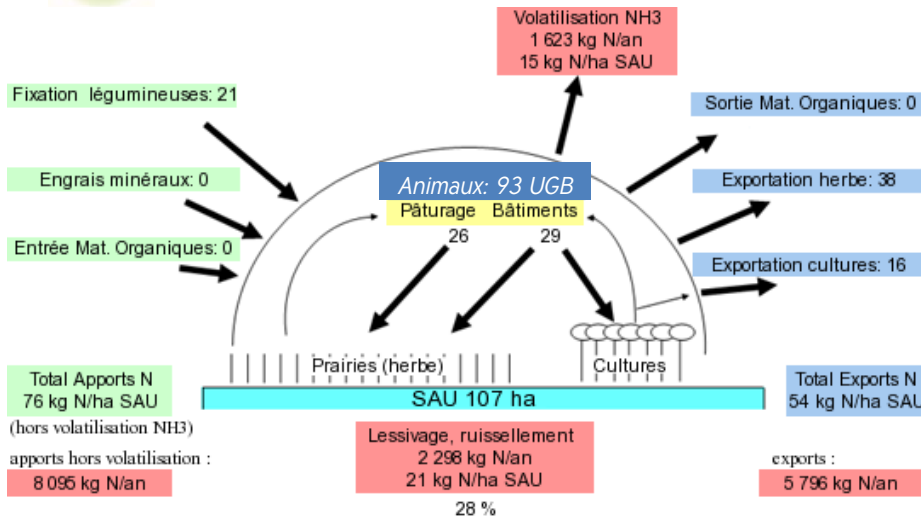 Volatilisation NH3
1 623 kg N/an
15 kg N/ha SAU
Fixation légumineuses: 21
Sortie Mat. Organiques: 0
Engrais minéraux: 0
Animaux: 93 UGB
Exportation herbe: 38
Pâturage Bâtiments
26 29
Entrée Mat. Organiques: 0
Exportation cultures: 16
Prairies (herbe)
Cultures
Total Apports N
76 kg N/ha SAU
(hors volatilisation NH3)
SAU 107 ha
Total Exports N
54 kg N/ha SAU
apports hors volatilisation :
8 095 kg N/an
Lessivage, ruissellement
2 298 kg N/an
21 kg N/ha SAU
28 %
exports :
5 796 kg N/an